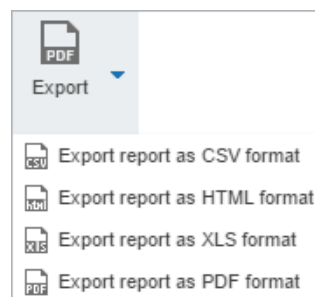 PDF
Export
CSV Export report as CSV format
html Export report as HTML format
XLS Export report as XLS format
PDF Export report as PDF format